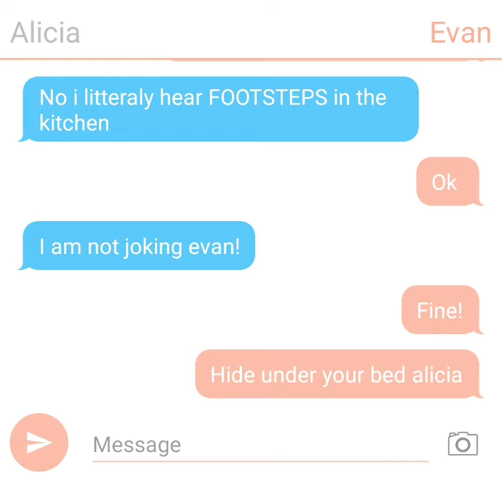 Alicia
Evan
No i litteraly hear FOOTSTEPS in the
kitchen
Ok
I am not joking evan!
Fine!
Hide under your bed alicia
Message